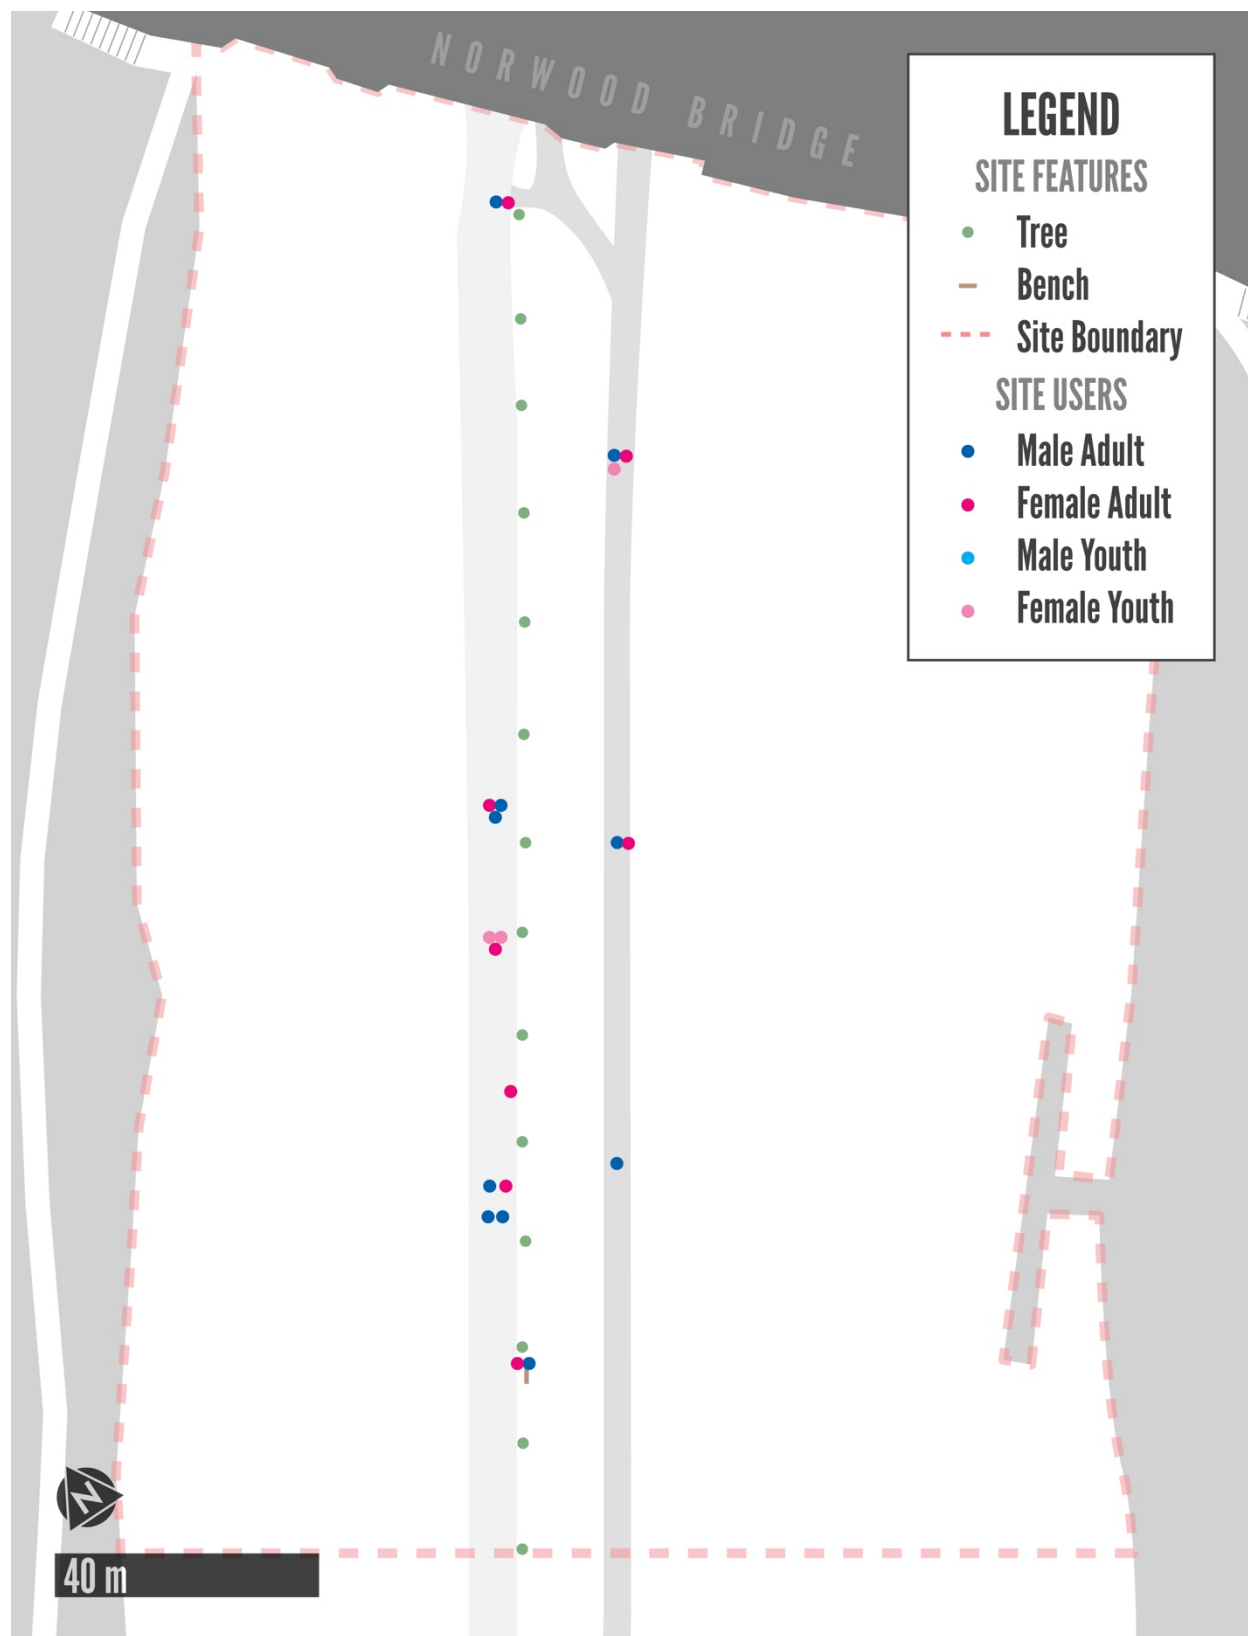 NORWOOD BRIDGE
LEGEND
SITE FEATURES
Tree
Bench
Site Boundary
SITE USERS
Male Adult
Female Adult
Male Youth
Female Youth
N
40 m